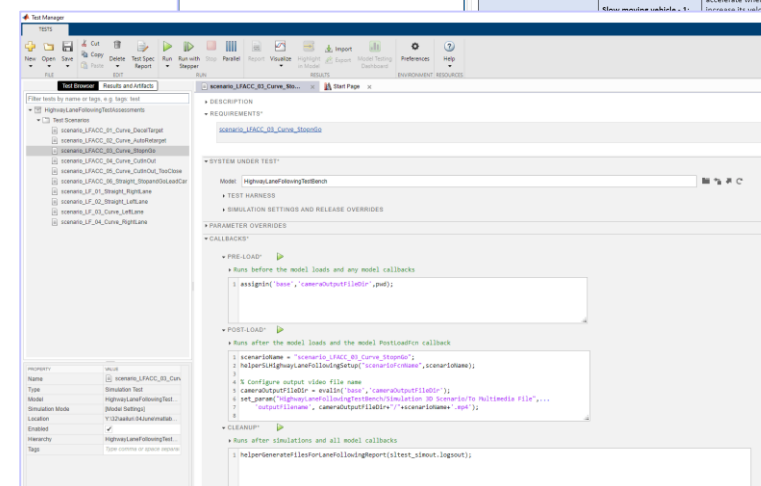 Slow moving vehicle - 1:
Test Manager
TESTS
New Open Save Cut Copy Paste Delete Test Spec Report Run Run with Stepper Stop Parallel Report Visualize Highlight in Model Import Export Model Testing Dashboard Preferences Help
FILE EDIT RUN RESULTS ENVIRONMENT RESOURCES
Test Browser Results and Artifacts
scenario_LFACC_03_Curve_Sto... × Start Page ×
Filter tests by name or tags, e.g. tags: test
HighwayLaneFollowingTestAssessments
Test Scenarios
scenario_LFACC_01_Curve_DecelTarget
scenario_LFACC_02_Curve_AutoRetarget
scenario_LFACC_03_Curve_StopnGo
scenario_LFACC_04_Curve_CutInOut
scenario_LFACC_05_Curve_CutInOut_TooClose
scenario_LFACC_06_Straight_StopandGoLeadCar
scenario_LF_01_Straight_RightLane
scenario_LF_02_Straight_LeftLane
scenario_LF_03_Curve_LeftLane
scenario_LF_04_Curve_RightLane
PROPERTY VALUE
Name scenario_LFACC_03_Curv
Type Simulation Test
Model HighwayLaneFollowingTest...
Simulation Mode [Model Settings]
Location
Enabled
Hierarchy HighwayLaneFollowingTest...
Tags Type comma or space separat
DESCRIPTION
REQUIREMENTS*
scenario_LFACC_03_Curve_StopnGo
SYSTEM UNDER TEST*
Model: HighwayLaneFollowingTestBench
TEST HARNESS
SIMULATION SETTINGS AND RELEASE OVERRIDES
PARAMETER OVERRIDES
CALLBACKS*
PRE-LOAD*
Runs before the model loads and any model callbacks
1 assignin('base','cameraOutputFileDir',pwd);
POST-LOAD*
Runs after the model loads and the model PostLoadFcn callback
1 scenarioName = "scenario_LFACC_03_Curve_StopnGo";
2 helperSLHighwayLaneFollowingSetup("scenarioFcnName",scenarioName);
3
4 % Configure output video file name
5 cameraOutputFileDir = evalin('base','cameraOutputFileDir');
6 set_param("HighwayLaneFollowingTestBench/Simulation 3D Scenario/To Multimedia File",...
7 'outputFilename', cameraOutputFileDir+"/"+scenarioName+'.mp4');
8
CLEANUP*
Runs after simulations and all model callbacks
1 helperGenerateFilesForLaneFollowingReport(sltest_simout.logsout);